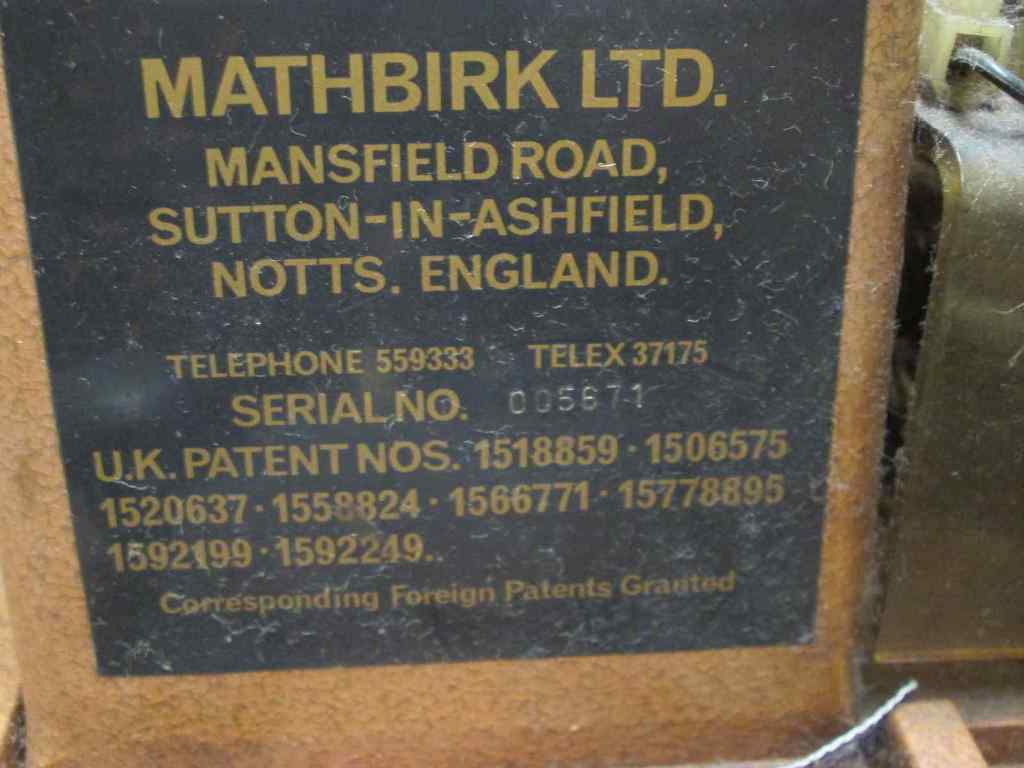 MATHBIRK LTD.
MANSFIELD ROAD,
SUTTON-IN-ASHFIELD,
NOTTS. ENGLAND.
TELEPHONE 559333 TELEX 37175
SERIAL NO. 005671
U.K. PATENT NOS. 1518859 · 1506575
1520637 · 1558824 · 1566771 · 15778895
1592199 · 1592249..
Corresponding Foreign Patents Granted